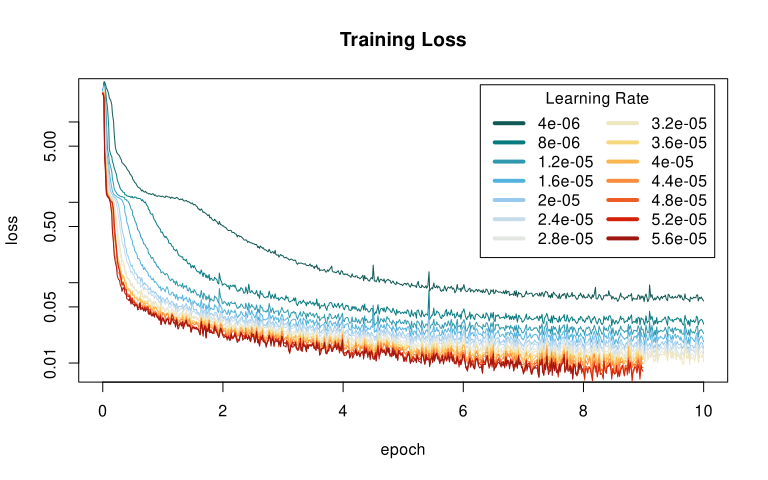 Training Loss
Learning Rate
4e-06 3.2e-05
8e-06 3.6e-05
1.2e-05 4e-05
1.6e-05 4.4e-05
2e-05 4.8e-05
2.4e-05 5.2e-05
2.8e-05 5.6e-05
loss
5.00
0.50
0.05
0.01
0 2 4 6 8 10
epoch